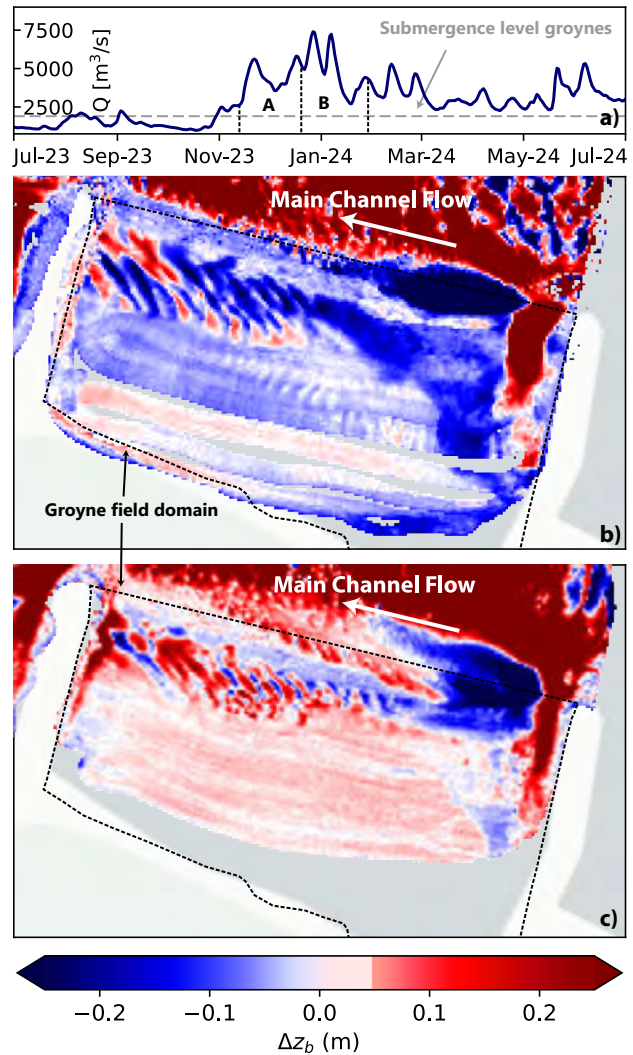 7500
5000
2500
Q [m³/s]
Submergence level groynes
A
B
a)
Jul-23 Sep-23 Nov-23 Jan-24 Mar-24 May-24 Jul-24
Main Channel Flow
Groyne field domain
b)
Main Channel Flow
c)
−0.2 −0.1 0.0 0.1 0.2
Δz_b (m)